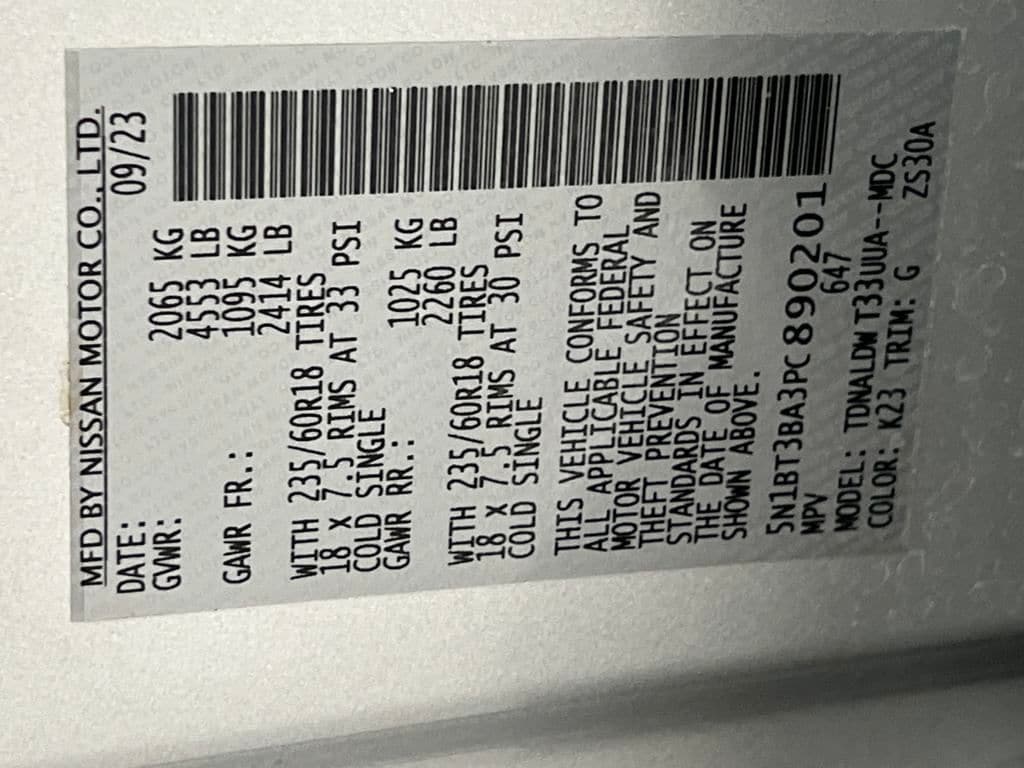 MFD BY NISSAN MOTOR CO., LTD.
DATE: 09/23
GVWR: 2065 KG
4553 LB
GAWR FR.: 1095 KG
2414 LB
WITH 235/60R18 TIRES
18 X 7.5 RIMS AT 33 PSI
COLD SINGLE
GAWR RR.: 1025 KG
2260 LB
WITH 235/60R18 TIRES
18 X 7.5 RIMS AT 30 PSI
COLD SINGLE
THIS VEHICLE CONFORMS TO
ALL APPLICABLE FEDERAL
MOTOR VEHICLE SAFETY AND
THEFT PREVENTION
STANDARDS IN EFFECT ON
THE DATE OF MANUFACTURE
SHOWN ABOVE.
5N1BT3BA3PC890201
MPV 647
MODEL: TDNALDWT33UUA--MDC
COLOR: K23 TRIM: G ZS30A